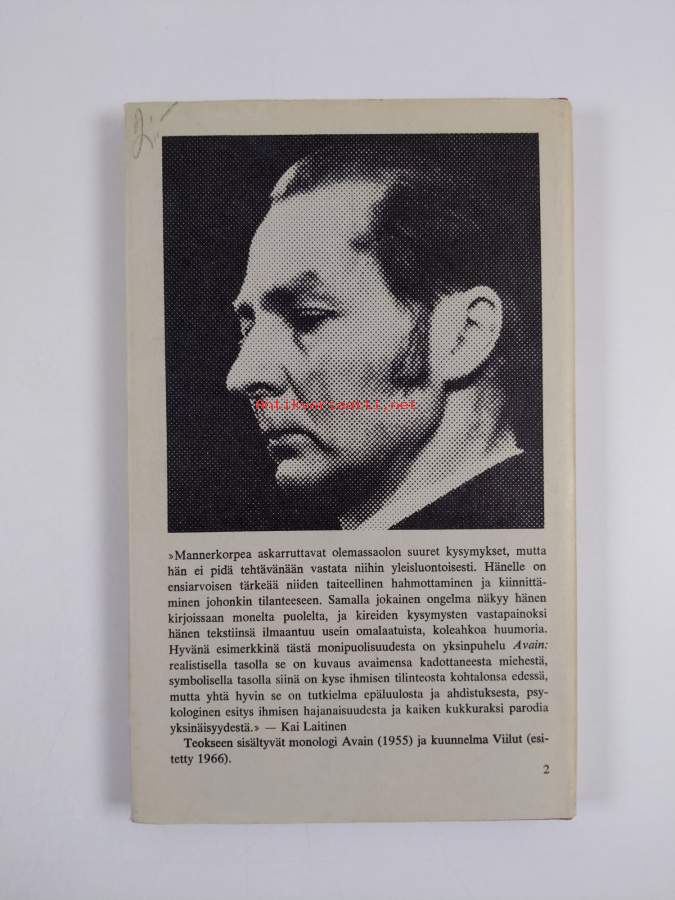 2:-
Antikvariaatti.net
»Mannerkorpea askarruttavat olemassaolon suuret kysymykset, mutta
hän ei pidä tehtävänään vastata niihin yleisluontoisesti. Hänelle on
ensiarvoisen tärkeää niiden taiteellinen hahmottaminen ja kiinnittä-
minen johonkin tilanteeseen. Samalla jokainen ongelma näkyy hänen
kirjoissaan monelta puolelta, ja kireiden kysymysten vastapainoksi
hänen tekstiinsä ilmaantuu usein omalaatuista, koleahkoa huumoria.
Hyvänä esimerkkinä tästä monipuolisuudesta on yksinpuhelu Avain:
realistisella tasolla se on kuvaus avaimensa kadottaneesta miehestä,
symbolisella tasolla siinä on kyse ihmisen tilinteosta kohtalonsa edessä,
mutta yhtä hyvin se on tutkielma epäluulosta ja ahdistuksesta, psy-
kologinen esitys ihmisen hajanaisuudesta ja kaiken kukkuraksi parodia
yksinäisyydestä.» — Kai Laitinen
Teokseen sisältyvät monologi Avain (1955) ja kuunnelma Viilut (esi-
tetty 1966).
2